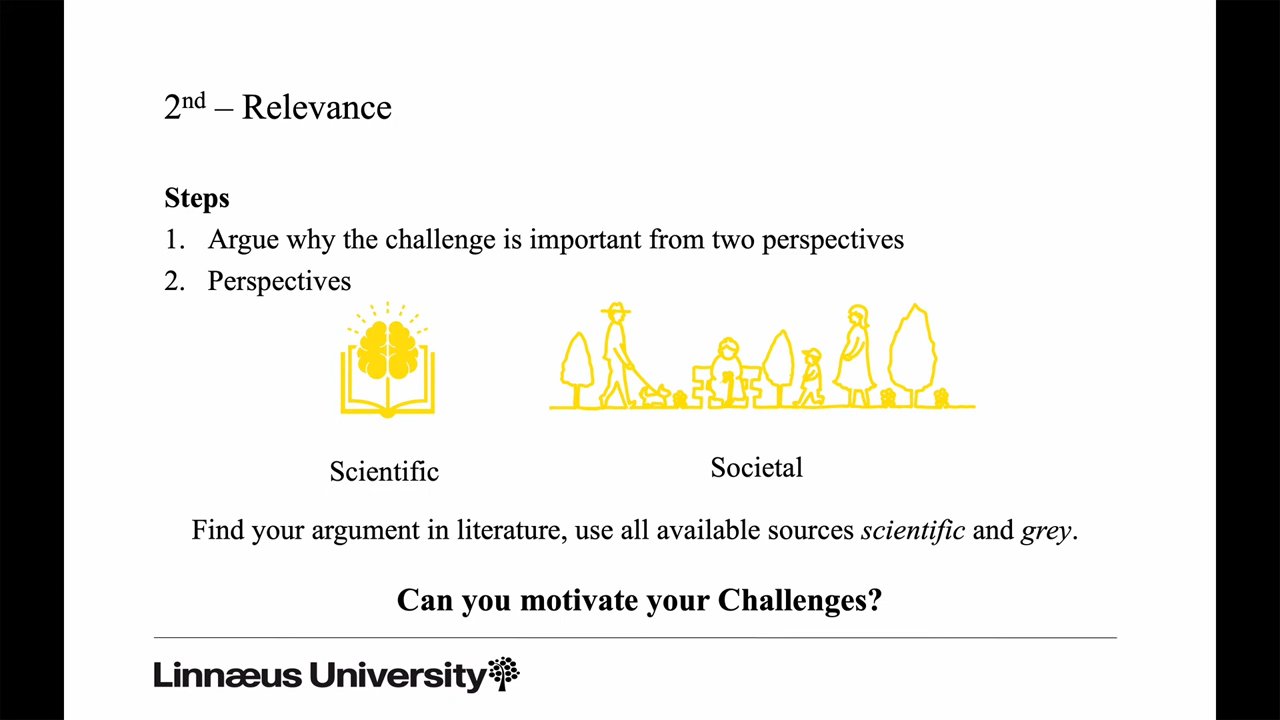 2nd – Relevance
Steps
1. Argue why the challenge is important from two perspectives
2. Perspectives
Scientific
Societal
Find your argument in literature, use all available sources scientific and grey.
Can you motivate your Challenges?
Linnæus University